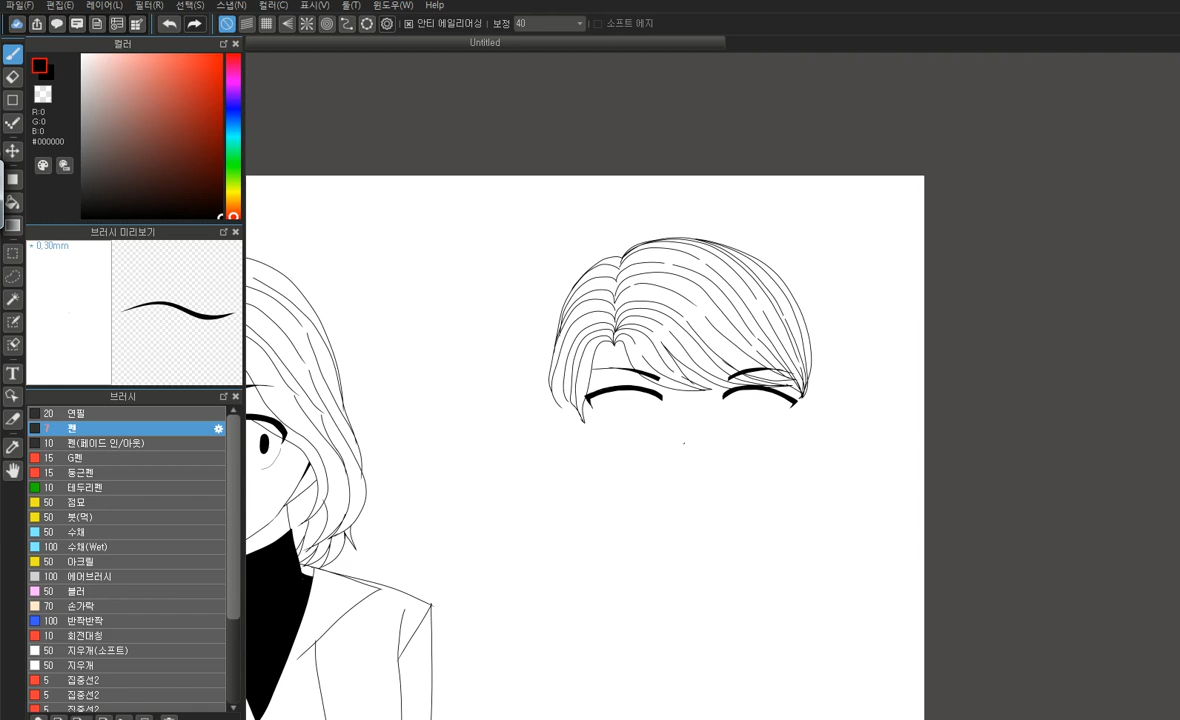 파일(F) 편집(E) 레이어(L) 필터(R) 선택(S) 스냅(N) 컬러(C) 표시(V) 툴(T) 윈도우(W) Help
안티 에일리어싱 보정 40 소프트 에지
컬러 Untitled
R:0
G:0
B:0
#000000
브러시 미리보기
* 0.30mm
브러시
20 연필
7 펜
10 펜(페이드 인/아웃)
15 G펜
15 둥근펜
10 테두리펜
50 점묘
50 붓(먹)
50 수채
100 수채(Wet)
50 아크릴
100 에어브러시
50 블러
70 손가락
100 반짝반짝
10 회전대칭
50 지우개(소프트)
50 지우개
5 집중선2
5 집중선2
5 집중선2